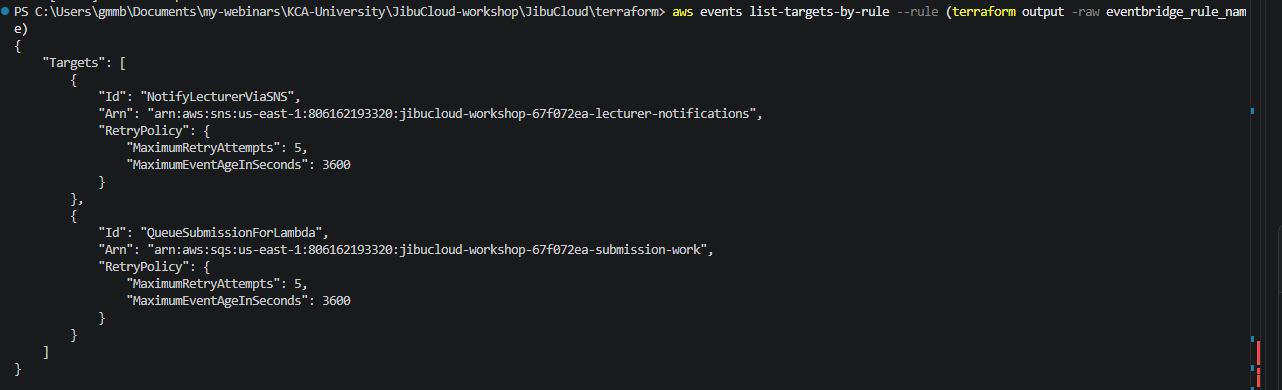 PS C:\Users\gmmb\Documents\my-webinars\KCA-University\JibuCloud-workshop\JibuCloud\terraform> aws events list-targets-by-rule --rule (terraform output -raw eventbridge_rule_nam
e)
{
    "Targets": [
        {
            "Id": "NotifyLecturerViaSNS",
            "Arn": "arn:aws:sns:us-east-1:806162193320:jibucloud-workshop-67f072ea-lecturer-notifications",
            "RetryPolicy": {
                "MaximumRetryAttempts": 5,
                "MaximumEventAgeInSeconds": 3600
            }
        },
        {
            "Id": "QueueSubmissionForLambda",
            "Arn": "arn:aws:sqs:us-east-1:806162193320:jibucloud-workshop-67f072ea-submission-work",
            "RetryPolicy": {
                "MaximumRetryAttempts": 5,
                "MaximumEventAgeInSeconds": 3600
            }
        }
    ]
}